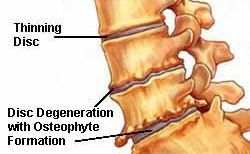 Thinning
Disc
Disc Degeneration
with Osteophyte
Formation